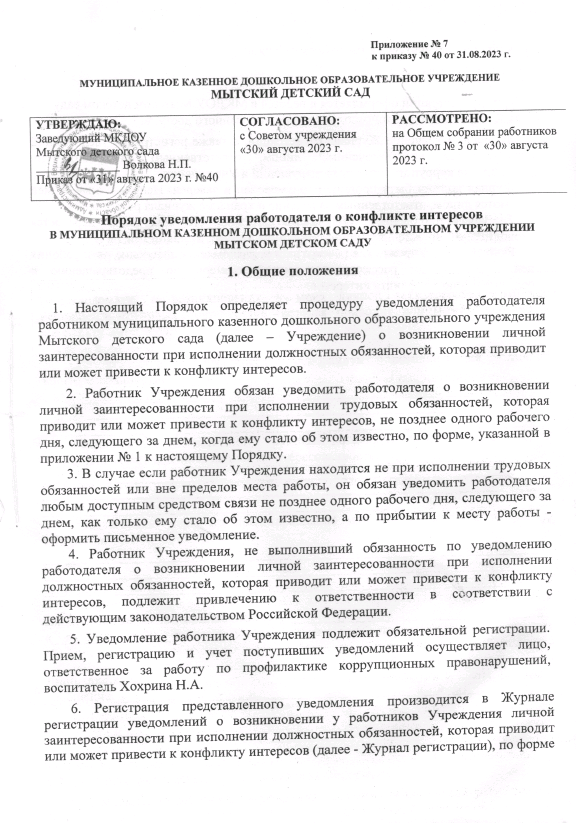 Приложение № 7
к приказу № 40 от 31.08.2023 г.
МУНИЦИПАЛЬНОЕ КАЗЕННОЕ ДОШКОЛЬНОЕ ОБРАЗОВАТЕЛЬНОЕ УЧРЕЖДЕНИЕ
МЫТСКИЙ ДЕТСКИЙ САД
УТВЕРЖДАЮ:
Заведующий МКДОУ
Мытского детского сада
Волкова Н.П.
Приказ от «31» августа 2023 г. №40
СОГЛАСОВАНО:
с Советом учреждения
«30» августа 2023 г.
РАССМОТРЕНО:
на Общем собрании работников
протокол № 3 от «30» августа
2023 г.
Порядок уведомления работодателя о конфликте интересов
В МУНИЦИПАЛЬНОМ КАЗЕННОМ ДОШКОЛЬНОМ ОБРАЗОВАТЕЛЬНОМ УЧРЕЖДЕНИИ
МЫТСКОМ ДЕТСКОМ САДУ
1. Общие положения
1. Настоящий Порядок определяет процедуру уведомления работодателя
работником муниципального казенного дошкольного образовательного учреждения
Мытского детского сада (далее – Учреждение) о возникновении личной
заинтересованности при исполнении должностных обязанностей, которая приводит
или может привести к конфликту интересов.
2. Работник Учреждения обязан уведомить работодателя о возникновении
личной заинтересованности при исполнении трудовых обязанностей, которая
приводит или может привести к конфликту интересов, не позднее одного рабочего
дня, следующего за днем, когда ему стало об этом известно, по форме, указанной в
приложении № 1 к настоящему Порядку.
3. В случае если работник Учреждения находится не при исполнении трудовых
обязанностей или вне пределов места работы, он обязан уведомить работодателя
любым доступным средством связи не позднее одного рабочего дня, следующего за
днем, как только ему стало об этом известно, а по прибытии к месту работы -
оформить письменное уведомление.
4. Работник Учреждения, не выполнивший обязанность по уведомлению
работодателя о возникновении личной заинтересованности при исполнении
должностных обязанностей, которая приводит или может привести к конфликту
интересов, подлежит привлечению к ответственности в соответствии с
действующим законодательством Российской Федерации.
5. Уведомление работника Учреждения подлежит обязательной регистрации.
Прием, регистрацию и учет поступивших уведомлений осуществляет лицо,
ответственное за работу по профилактике коррупционных правонарушений,
воспитатель Хохрина Н.А.
6. Регистрация представленного уведомления производится в Журнале
регистрации уведомлений о возникновении у работников Учреждения личной
заинтересованности при исполнении должностных обязанностей, которая приводит
или может привести к конфликту интересов (далее - Журнал регистрации), по форме